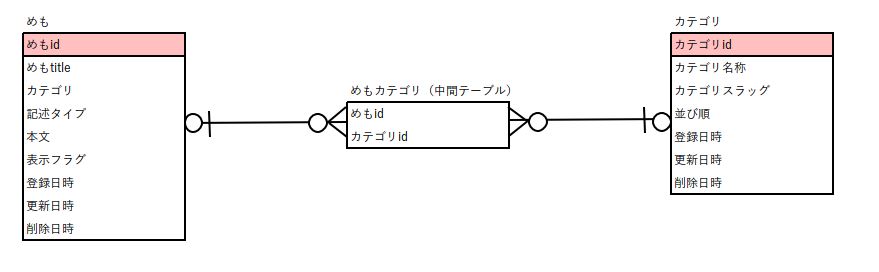 めも
めもid
めもtitle
カテゴリ
記述タイプ
本文
表示フラグ
登録日時
更新日時
削除日時
めもカテゴリ（中間テーブル）
めもid
カテゴリid
カテゴリ
カテゴリid
カテゴリ名称
カテゴリスラッグ
並び順
登録日時
更新日時
削除日時